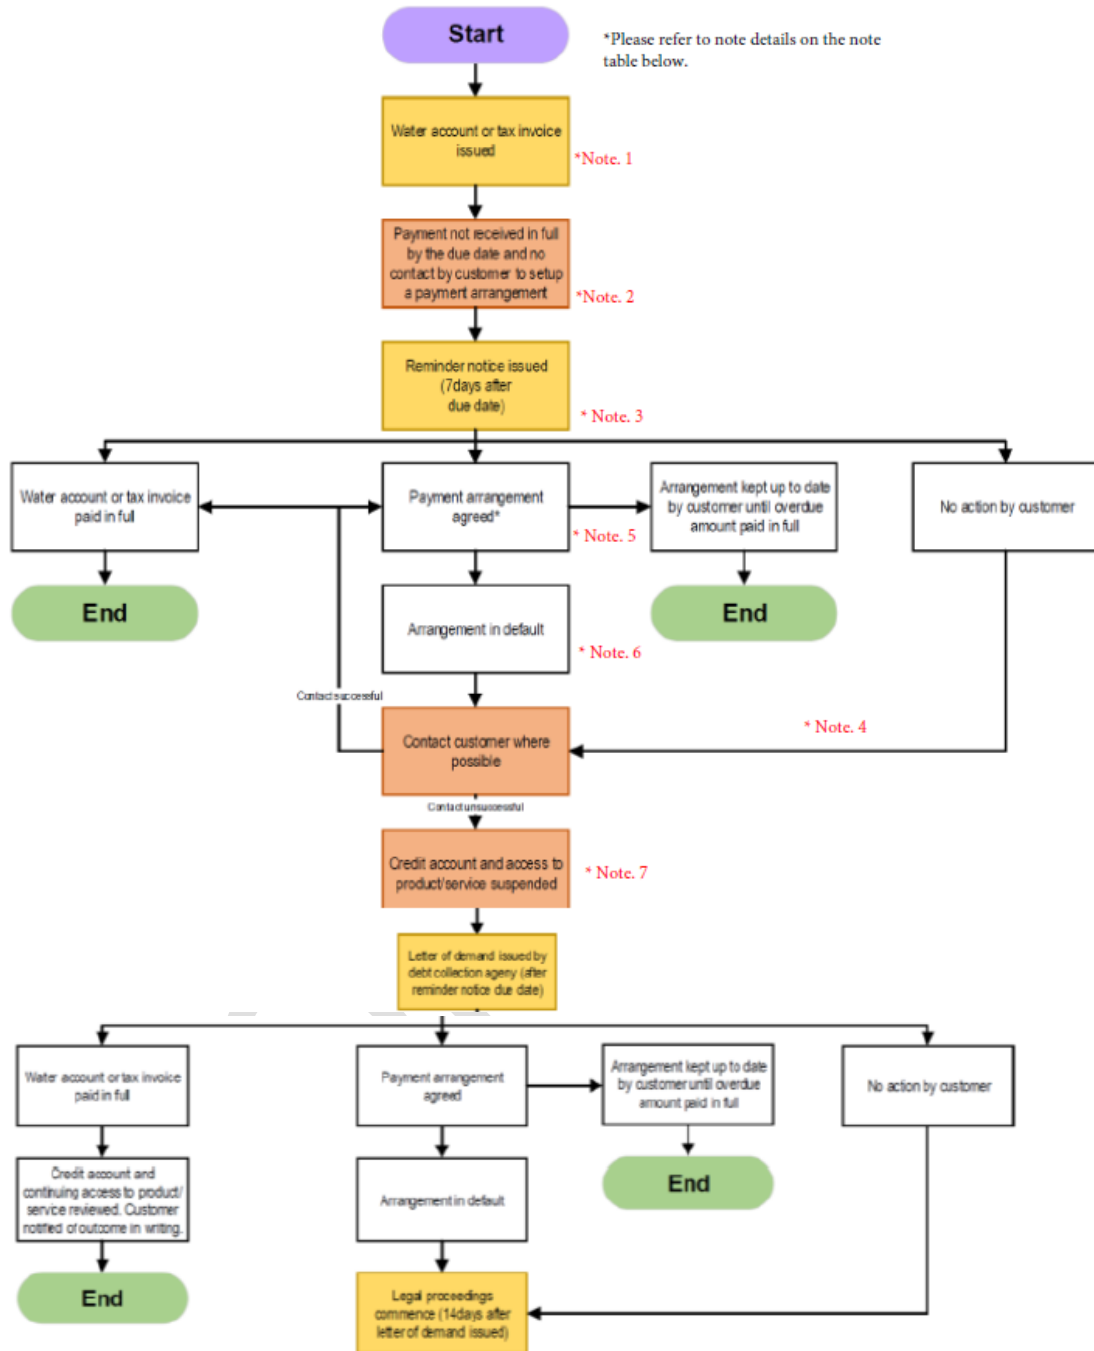 Start
*Please refer to note details on the note
table below.
Water account or tax invoice
issued
*Note. 1
Payment not received in full
by the due date and no
contact by customer to setup
a payment arrangement
*Note. 2
Reminder notice issued
(7days after
due date)
* Note. 3
Water account or tax invoice
paid in full
Payment arrangement
agreed*
* Note. 5
Arrangement kept up to date
by customer until overdue
amount paid in full
No action by customer
End
End
Arrangement in default
* Note. 6
Contact successful
Contact customer where
possible
* Note. 4
Contact unsuccessful
Credit account and access to
product/service suspended
* Note. 7
Letter of demand issued by
debt collection ageny (after
reminder notice due date)
Water account or tax invoice
paid in full
Payment arrangement
agreed
Arrangement kept up to date
by customer until overdue
amount paid in full
No action by customer
Credit account and
continuing access to product/
service reviewed. Customer
notified of outcome in writing.
Arrangement in default
End
End
Legal proceedings
commence (14days after
letter of demand issued)